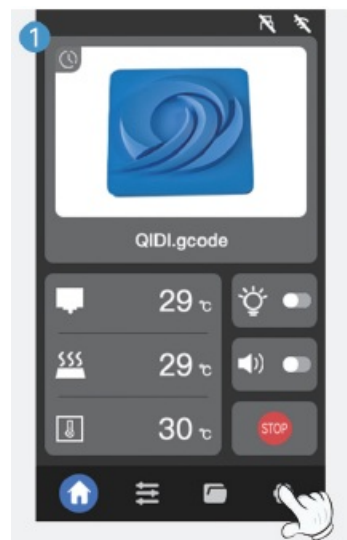 1
QIDI.gcode
29 ℃
29 ℃
30 ℃
STOP